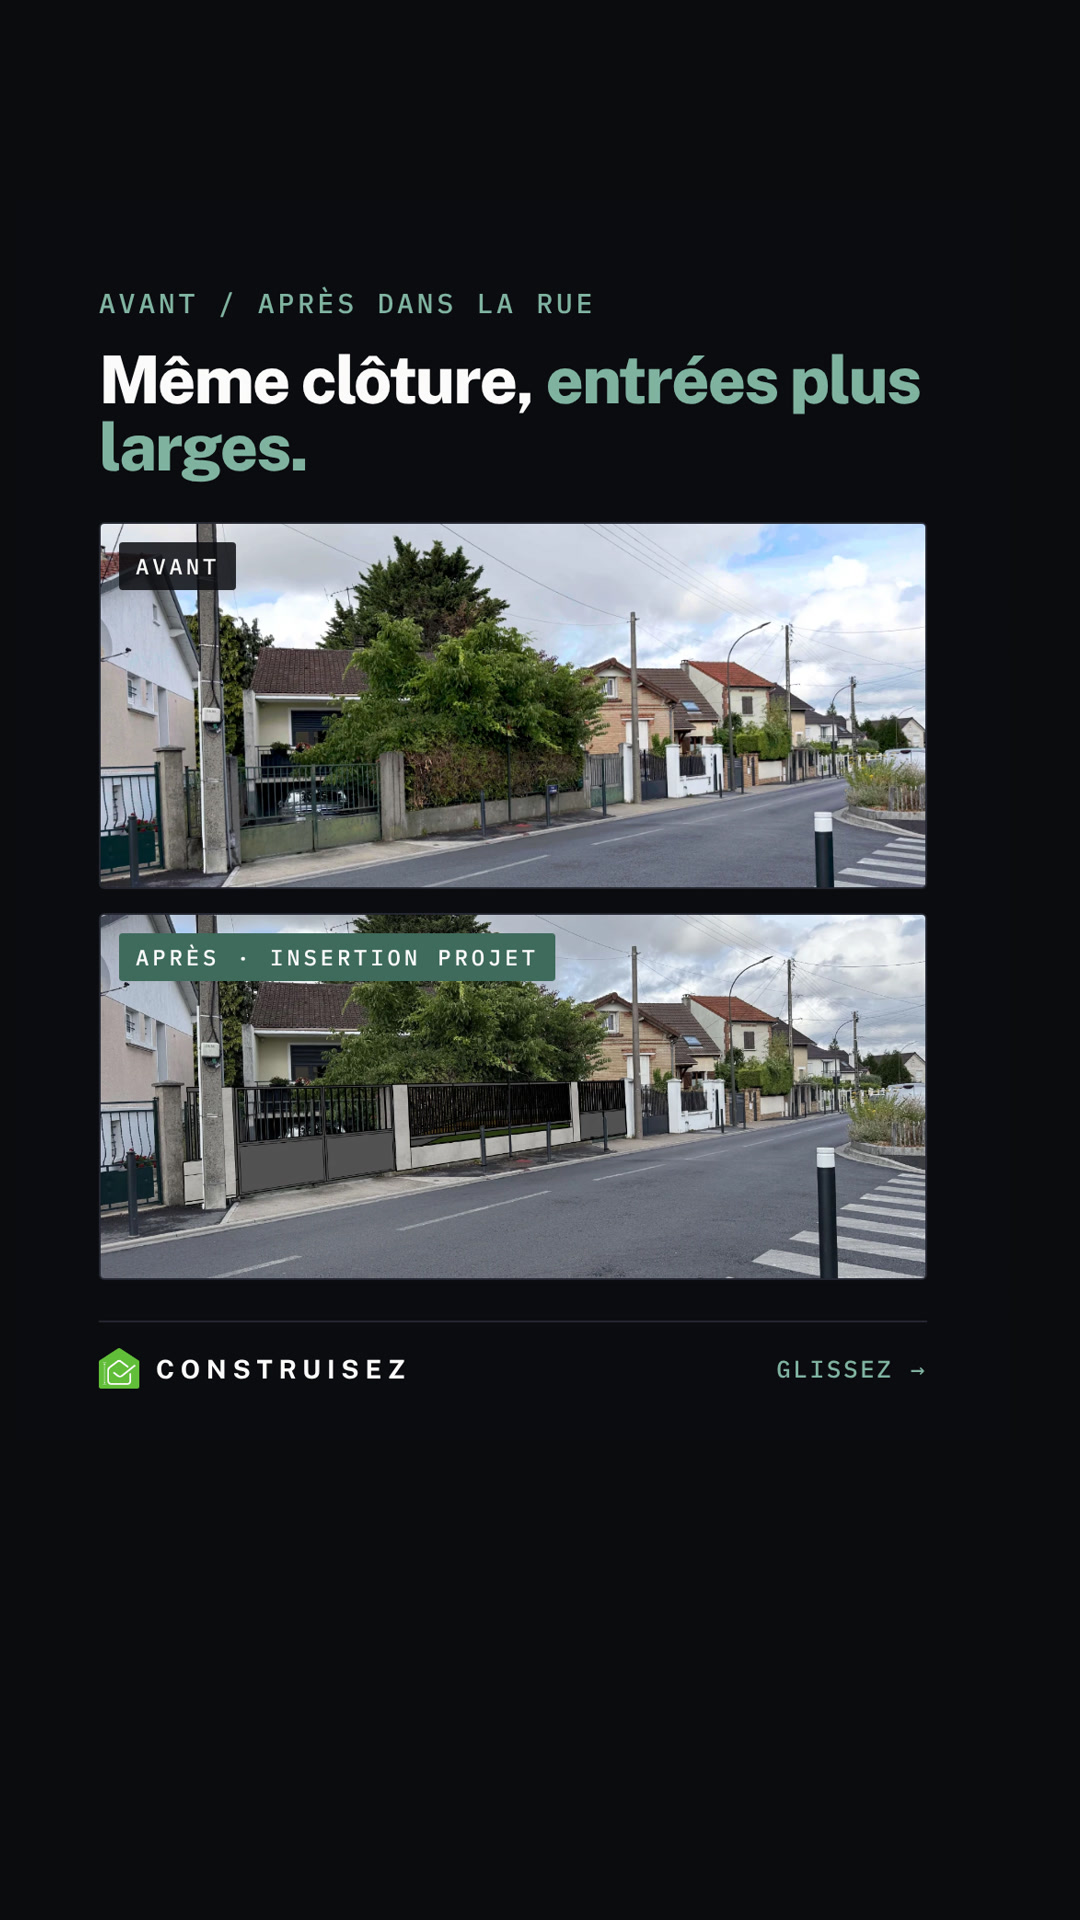 AVANT / APRÈS DANS LA RUE
Même clôture, entrées plus
larges.
AVANT
APRÈS · INSERTION PROJET
CONSTRUISEZ
GLISSEZ →